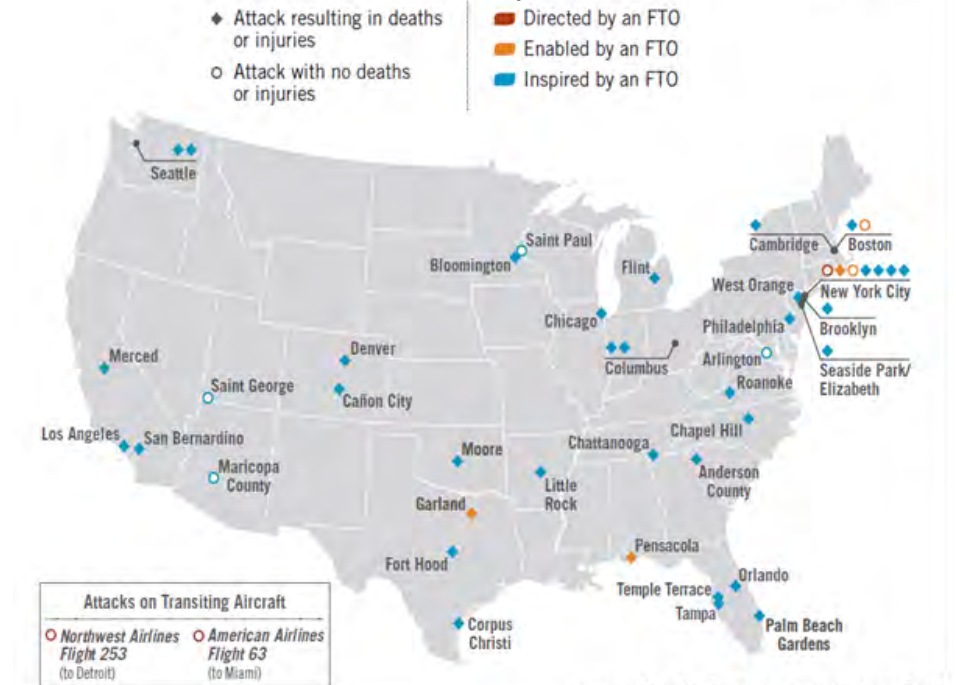 Attack resulting in deaths
or injuries
Attack with no deaths
or injuries
Directed by an FTO
Enabled by an FTO
Inspired by an FTO
Seattle
Saint Paul
Bloomington
Flint
Cambridge
Boston
West Orange
New York City
Chicago
Philadelphia
Brooklyn
Merced
Denver
Columbus
Arlington
Seaside Park/
Elizabeth
Saint George
Cañon City
Roanoke
Los Angeles
San Bernardino
Moore
Chattanooga
Chapel Hill
Maricopa
County
Little
Rock
Anderson
County
Garland
Fort Hood
Pensacola
Orlando
Temple Terrace
Tampa
Corpus
Christi
Palm Beach
Gardens
Attacks on Transiting Aircraft
Northwest Airlines
Flight 253
(to Detroit)
American Airlines
Flight 63
(to Miami)